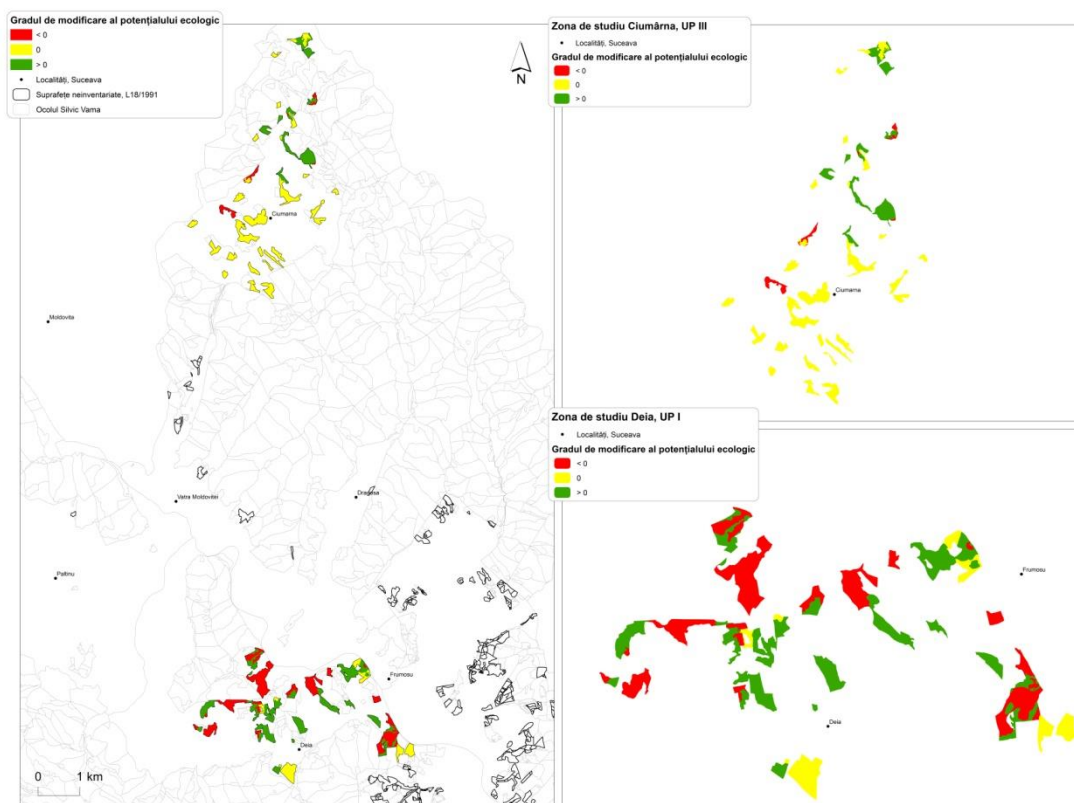 Gradul de modificare al potențialului ecologic
< 0
0
> 0
Localități, Suceava
Suprafețe neinventariate, L18/1991
Ocolul Silvic Vama
N
Ciumarna
Moldovita
Vatra Moldovitei
Dragosa
Paltinu
Frumosu
Deia
0 1 km
Zona de studiu Ciumârna, UP III
Localități, Suceava
Gradul de modificare al potențialului ecologic
< 0
0
> 0
Ciumarna
Zona de studiu Deia, UP I
Localități, Suceava
Gradul de modificare al potențialului ecologic
< 0
0
> 0
Frumosu
Deia